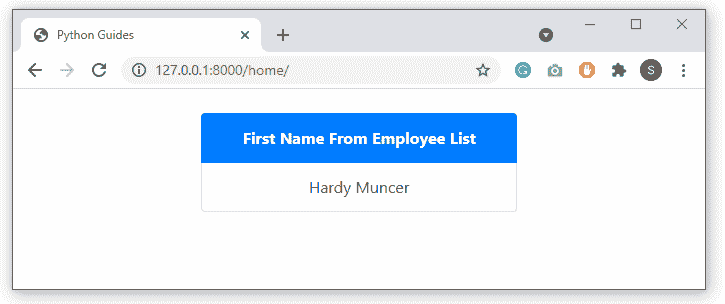 Python Guides
127.0.0.1:8000/home/
S
First Name From Employee List
Hardy Muncer